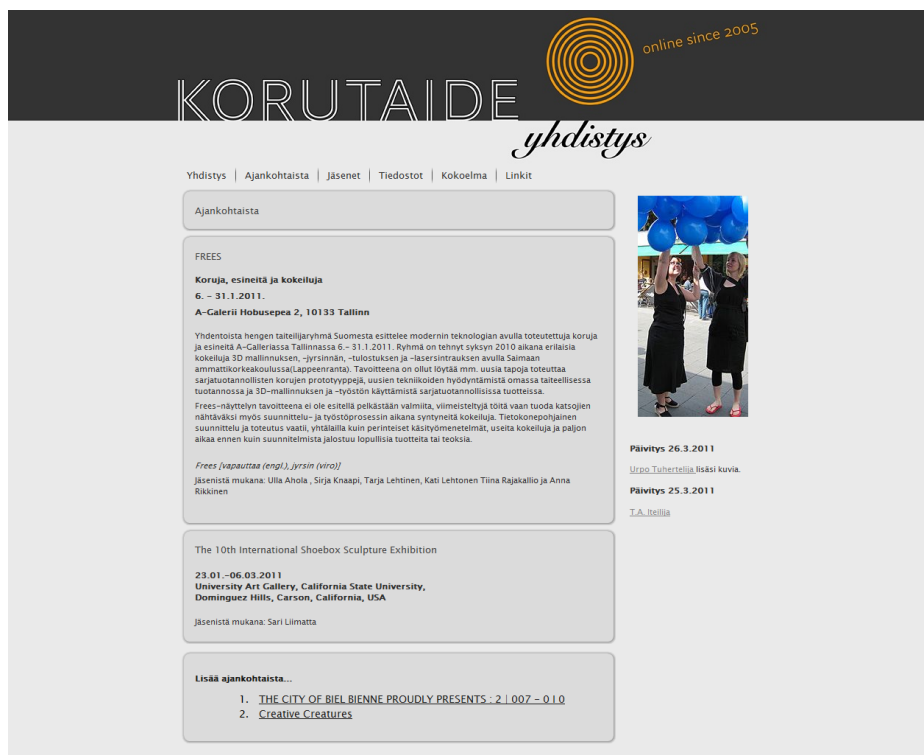 online since 2005
KORUTAIDE
yhdistys
Yhdistys | Ajankohtaista | Jäsenet | Tiedostot | Kokoelma | Linkit
Ajankohtaista
FREES
Koruja, esineitä ja kokeiluja
6. - 31.1.2011.
A-Galerii Hobusepea 2, 10133 Tallinn
Yhdentoista hengen taiteilijaryhmä Suomesta esittelee modernin teknologian avulla toteutettuja koruja
ja esineitä A-Galleriassa Tallinnassa 6.- 31.1.2011. Ryhmä on tehnyt syksyn 2010 aikana erilaisia
kokeiluja 3D mallinnuksen, -jyrsinnän, -tulostuksen ja -lasersintrauksen avulla Saimaan
ammattikorkeakoulussa(Lappeenranta). Tavoitteena on ollut löytää mm. uusia tapoja toteuttaa
sarjatuotannollisten korujen prototyyppejä, uusien tekniikoiden hyödyntämistä omassa taiteellisessa
tuotannossa ja 3D-mallinnuksen ja -työstön käyttämistä sarjatuotannollisissa tuotteissa.
Frees-näyttelyn tavoitteena ei ole esitellä pelkästään valmiita, viimeisteltyjä töitä vaan tuoda katsojien
nähtäväksi myös suunnittelu- ja työstöprosessin aikana syntyneitä kokeiluja. Tietokonepohjainen
suunnittelu ja toteutus vaatii, yhtälailla kuin perinteiset käsityömenetelmät, useita kokeiluja ja paljon
aikaa ennen kuin suunnitelmista jalostuu lopullisia tuotteita tai teoksia.
Frees [vapauttaa (engl.), jyrsin (viro)]
Jäsenistä mukana: Ulla Ahola , Sirja Knaapi, Tarja Lehtinen, Kati Lehtonen Tiina Rajakallio ja Anna
Rikkinen
The 10th International Shoebox Sculpture Exhibition
23.01.-06.03.2011
University Art Gallery, California State University,
Dominguez Hills, Carson, California, USA
Jäsenistä mukana: Sari Liimatta
Lisää ajankohtaista...
1. THE CITY OF BIEL BIENNE PROUDLY PRESENTS : 2 | 007 - 0 I 0
2. Creative Creatures
Päivitys 26.3.2011
Urpo Tuhertelija lisäsi kuvia.
Päivitys 25.3.2011
T.A. Iteilija